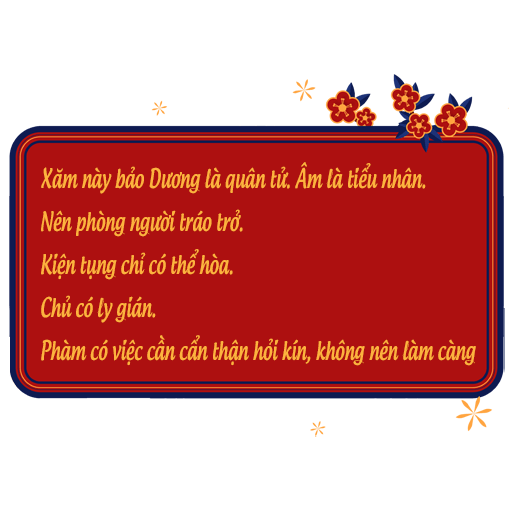 Xăm này bảo Dương là quân tử. Âm là tiểu nhân.
Nên phòng người tráo trở.
Kiện tụng chỉ có thể hòa.
Chủ có ly gián.
Phàm có việc cần cẩn thận hỏi kín, không nên làm càng